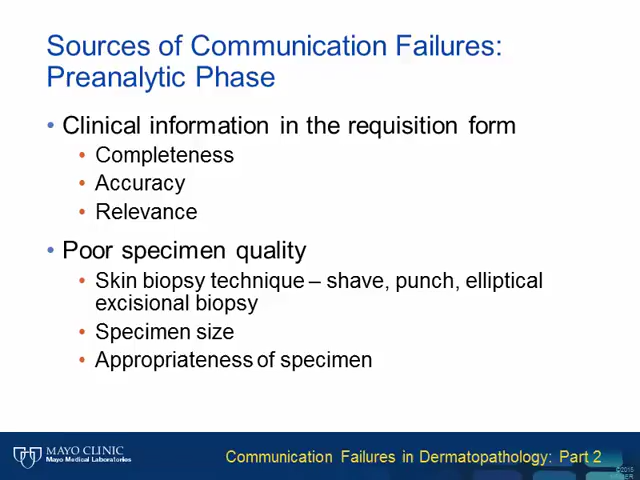 Sources of Communication Failures:
Preanalytic Phase
• Clinical information in the requisition form
• Completeness
• Accuracy
• Relevance
• Poor specimen quality
• Skin biopsy technique – shave, punch, elliptical
excisional biopsy
• Specimen size
• Appropriateness of specimen
MAYO CLINIC
Mayo Medical Laboratories
Communication Failures in Dermatopathology: Part 2
©2015